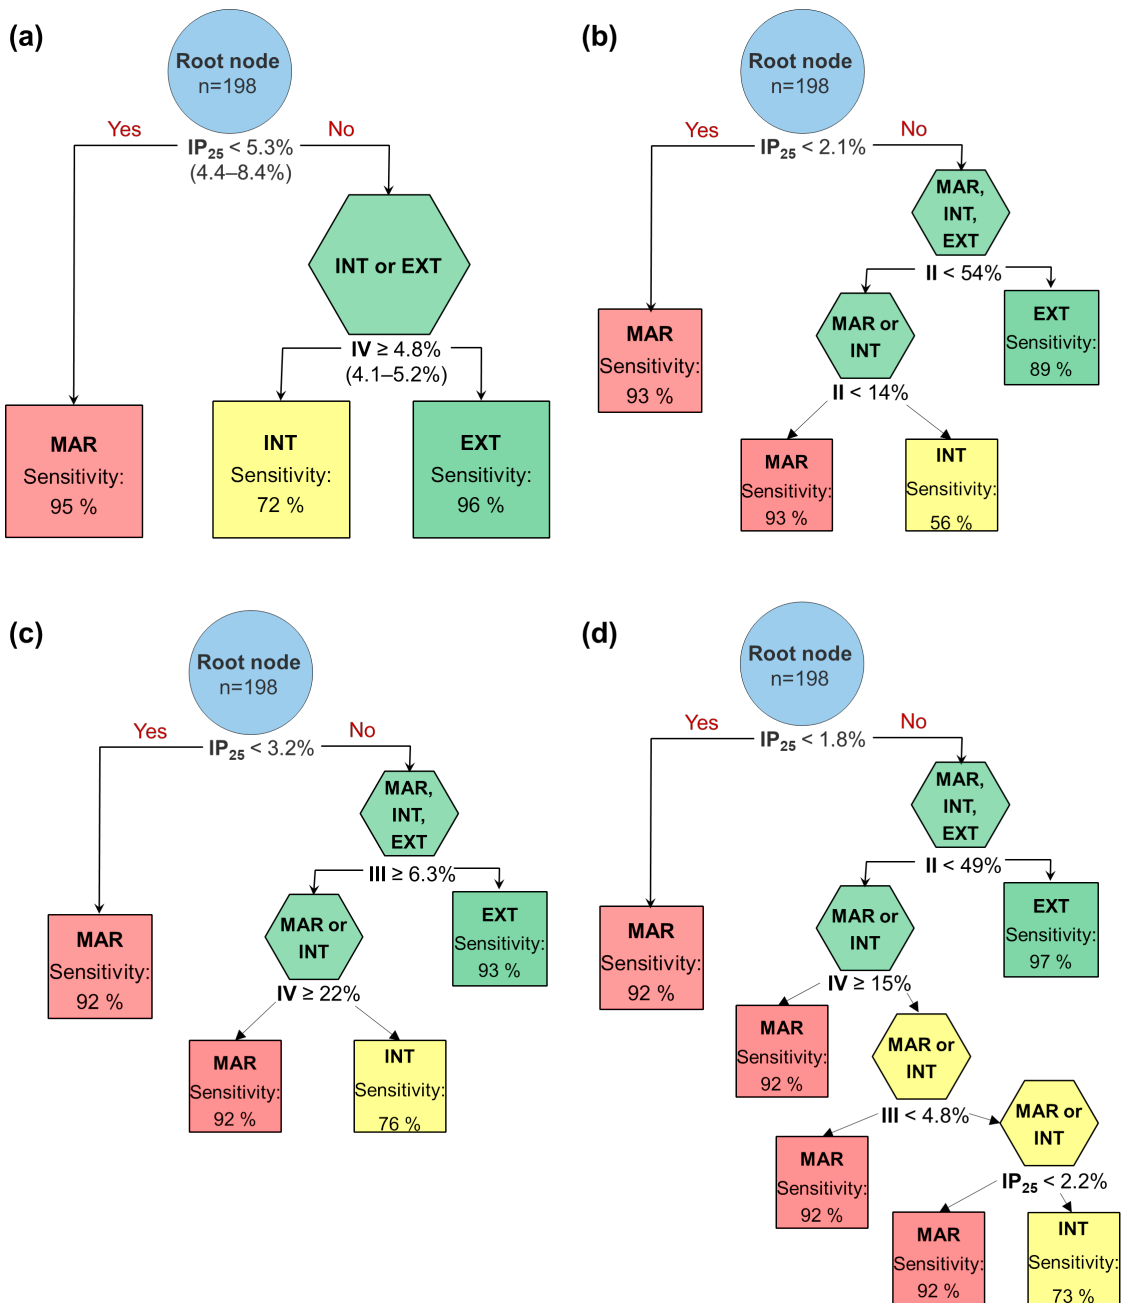 (a)
Root node
n=198
Yes
No
IP25 < 5.3%
(4.4–8.4%)
INT or EXT
IV ≥ 4.8%
(4.1–5.2%)
MAR
Sensitivity:
95 %
INT
Sensitivity:
72 %
EXT
Sensitivity:
96 %
(b)
Root node
n=198
Yes
No
IP25 < 2.1%
MAR,
INT,
EXT
II < 54%
MAR
Sensitivity:
93 %
MAR or
INT
EXT
Sensitivity:
89 %
II < 14%
MAR
Sensitivity:
93 %
INT
Sensitivity:
56 %
(c)
Root node
n=198
Yes
No
IP25 < 3.2%
MAR,
INT,
EXT
III ≥ 6.3%
MAR
Sensitivity:
92 %
MAR or
INT
EXT
Sensitivity:
93 %
IV ≥ 22%
MAR
Sensitivity:
92 %
INT
Sensitivity:
76 %
(d)
Root node
n=198
Yes
No
IP25 < 1.8%
MAR,
INT,
EXT
II < 49%
MAR
Sensitivity:
92 %
MAR or
INT
EXT
Sensitivity:
97 %
IV ≥ 15%
MAR
Sensitivity:
92 %
MAR or
INT
III < 4.8%
MAR
Sensitivity:
92 %
MAR or
INT
IP25 < 2.2%
MAR
Sensitivity:
92 %
INT
Sensitivity:
73 %